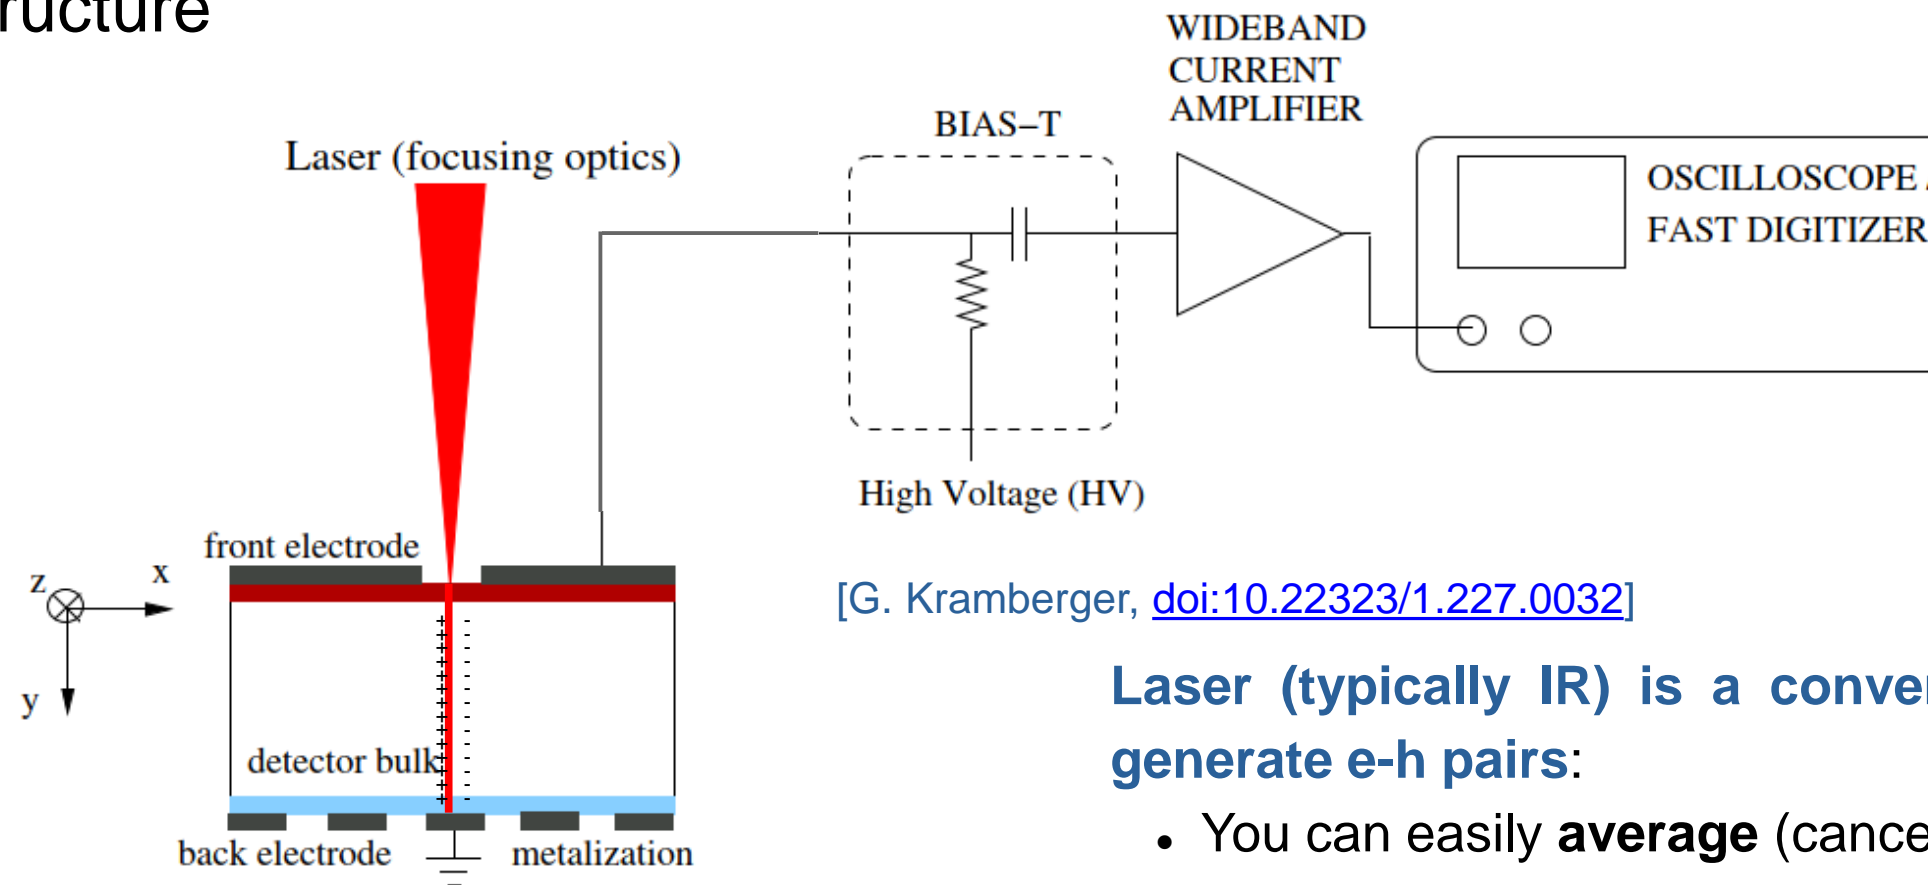 ructure
WIDEBAND
CURRENT
AMPLIFIER
BIAS–T
Laser (focusing optics)
OSCILLOSCOPE
FAST DIGITIZER
High Voltage (HV)
front electrode
z
x
y
detector bulk
back electrode
metalization
[G. Kramberger, doi:10.22323/1.227.0032]
Laser (typically IR) is a conver
generate e-h pairs:
• You can easily average (cance